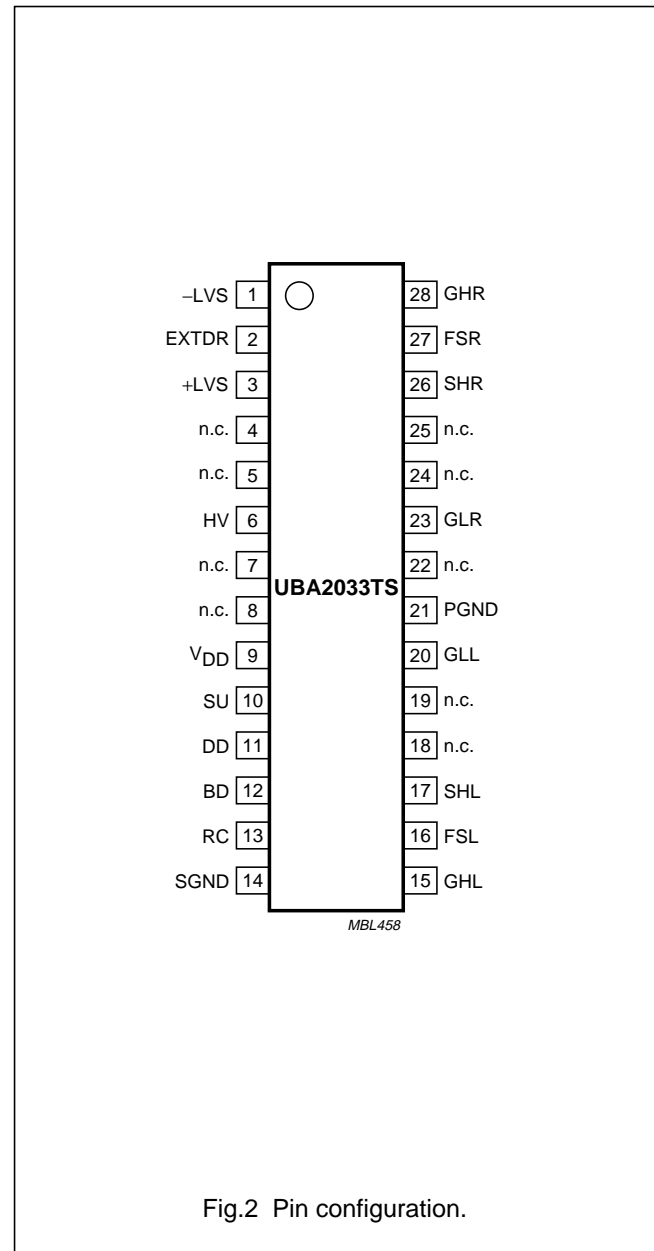 −LVS 1 28 GHR
EXTDR 2 27 FSR
+LVS 3 26 SHR
n.c. 4 25 n.c.
n.c. 5 24 n.c.
HV 6 23 GLR
n.c. 7 22 n.c.
UBA2033TS
n.c. 8 21 PGND
VDD 9 20 GLL
SU 10 19 n.c.
DD 11 18 n.c.
BD 12 17 SHL
RC 13 16 FSL
SGND 14 15 GHL
MBL458
Fig.2 Pin configuration.